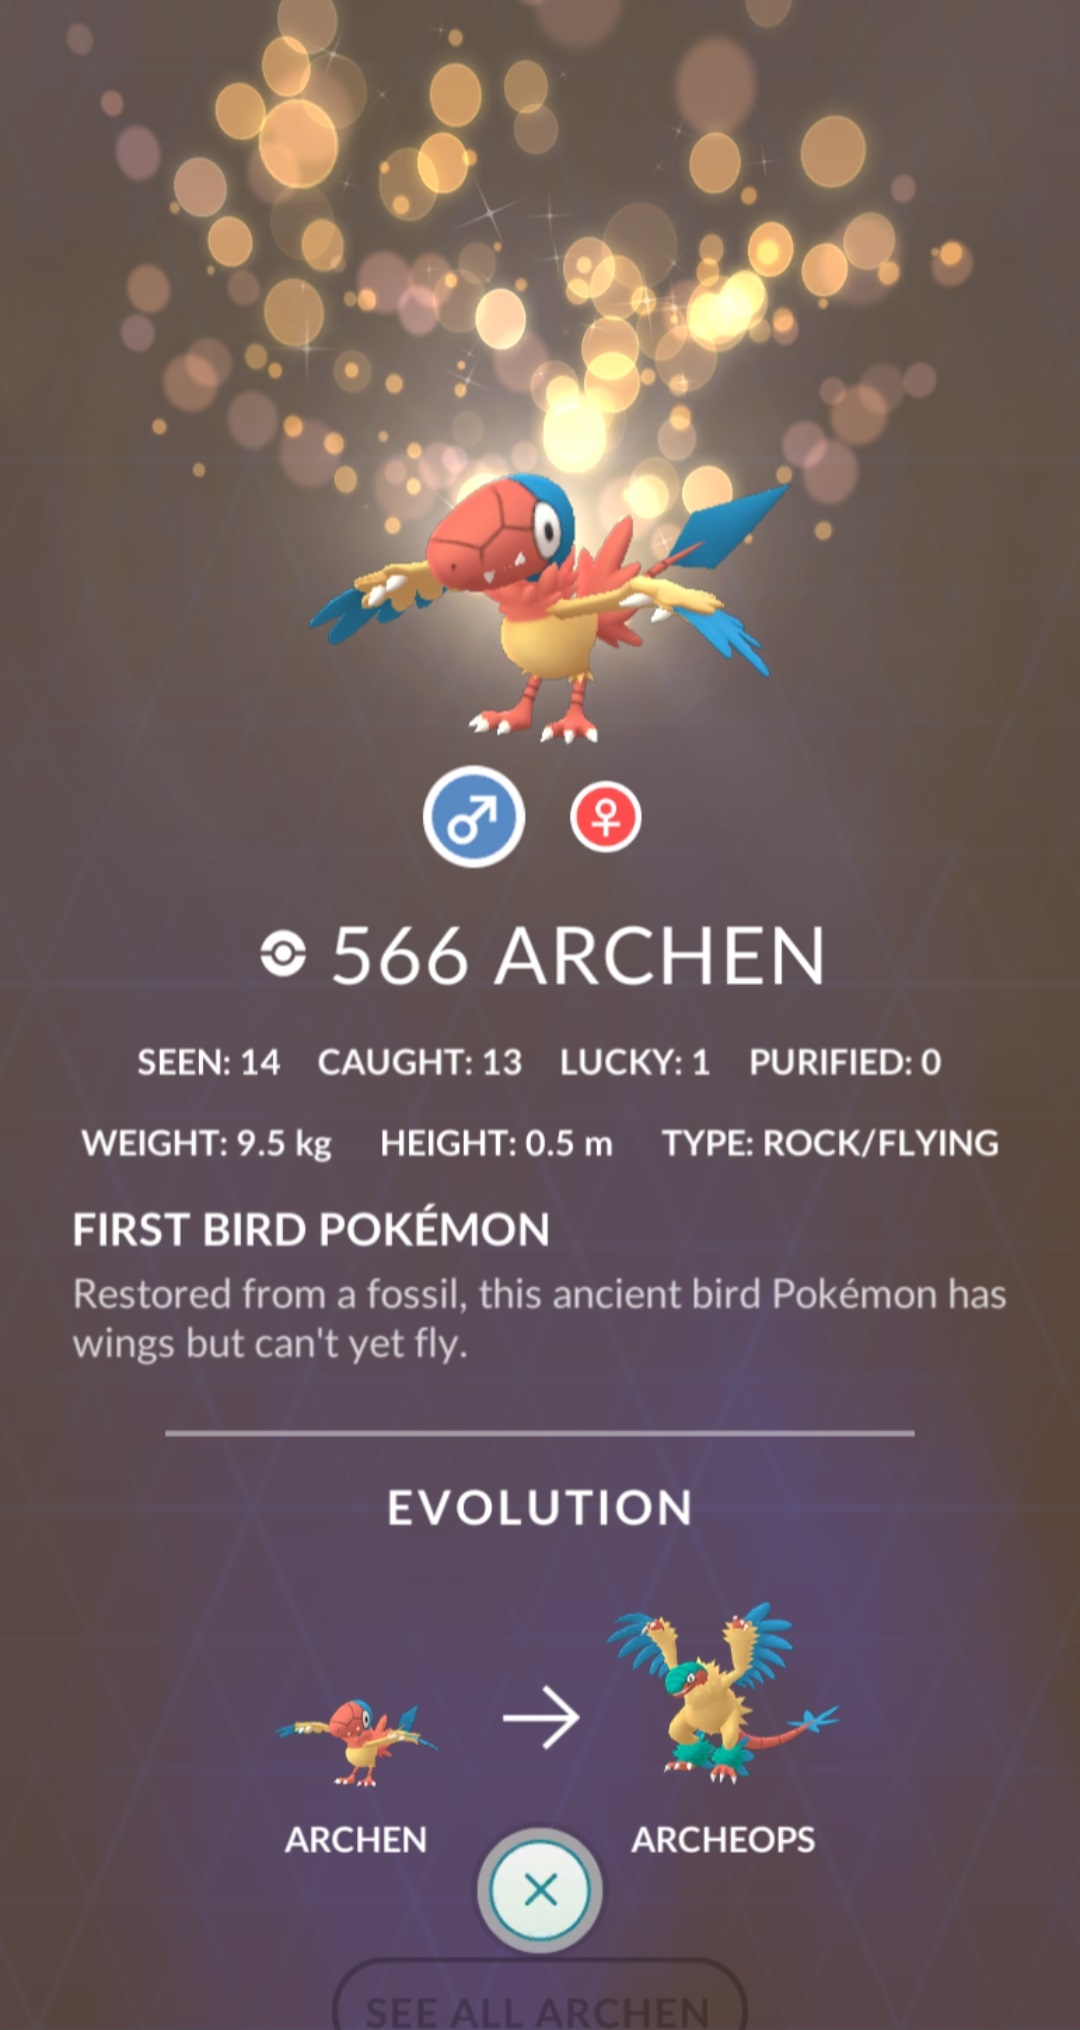 566 ARCHEN
SEEN: 14 CAUGHT: 13 LUCKY: 1 PURIFIED: 0
WEIGHT: 9.5 kg HEIGHT: 0.5 m TYPE: ROCK/FLYING
FIRST BIRD POKÉMON
Restored from a fossil, this ancient bird Pokémon has
wings but can't yet fly.
EVOLUTION
ARCHEN ARCHEOPS
SEE ALL ARCHEN